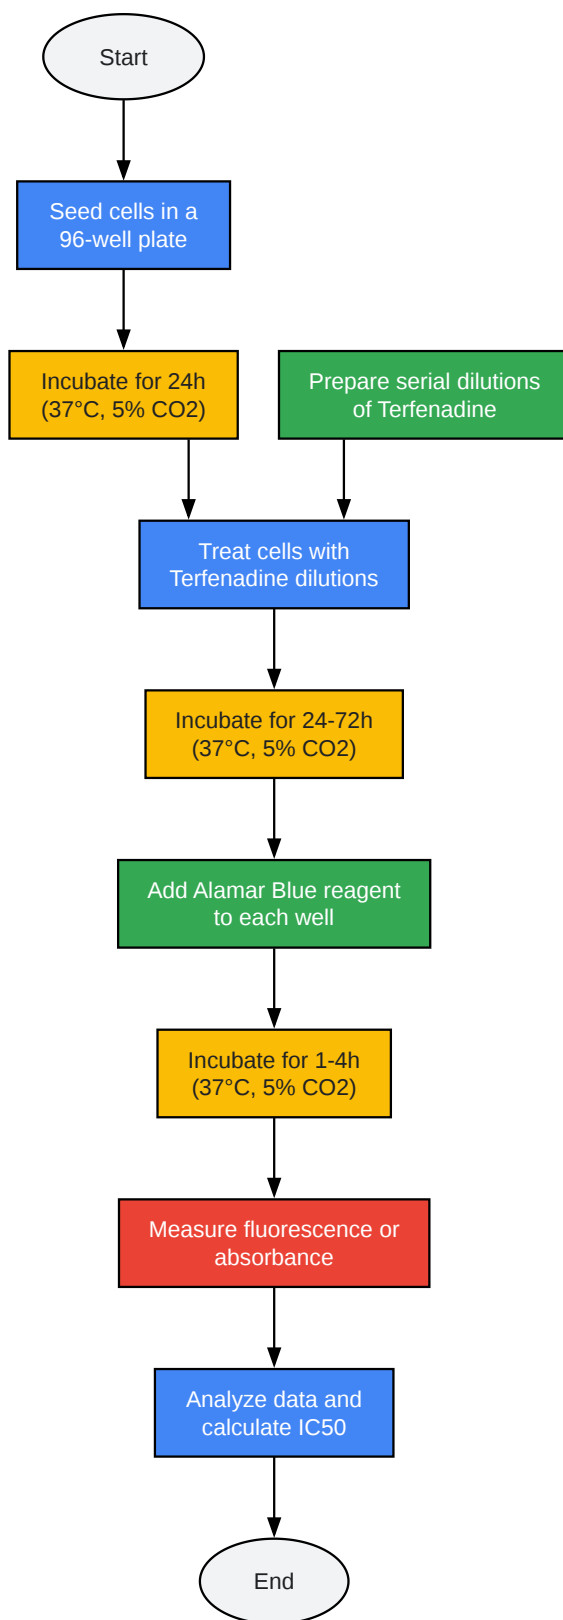 Start
Seed cells in a
96-well plate
Incubate for 24h
(37°C, 5% CO2)
Prepare serial dilutions
of Terfenadine
Treat cells with
Terfenadine dilutions
Incubate for 24-72h
(37°C, 5% CO2)
Add Alamar Blue reagent
to each well
Incubate for 1-4h
(37°C, 5% CO2)
Measure fluorescence or
absorbance
Analyze data and
calculate IC50
End